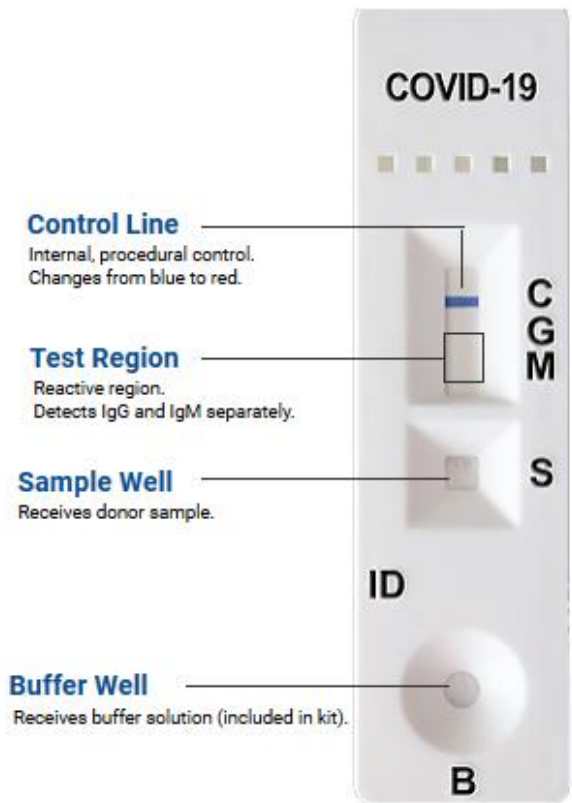 COVID-19
Control Line
Internal, procedural control.
Changes from blue to red.
C
G
M
Test Region
Reactive region.
Detects IgG and IgM separately.
Sample Well
Receives donor sample.
S
ID
Buffer Well
Receives buffer solution (included in kit).
B